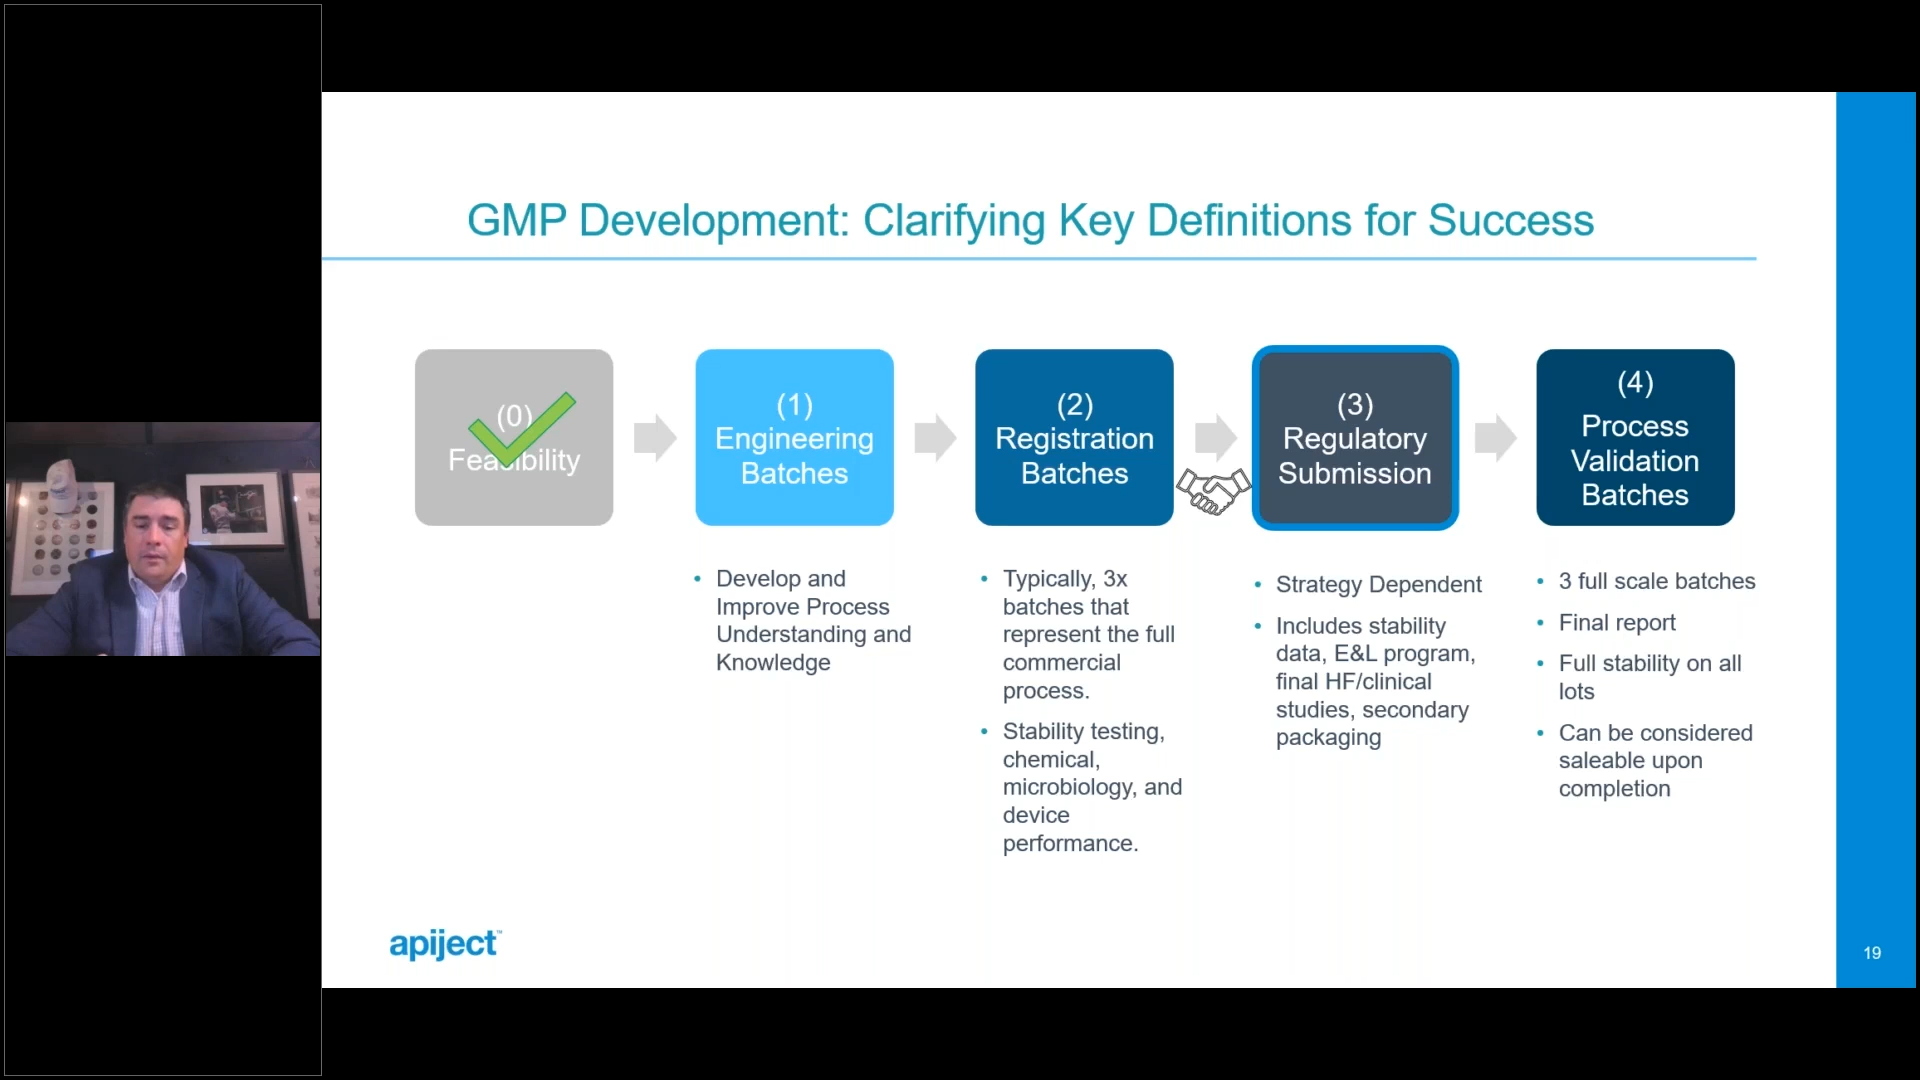 GMP Development: Clarifying Key Definitions for Success
(0)
Feasibility
(1)
Engineering
Batches
(2)
Registration
Batches
(3)
Regulatory
Submission
(4)
Process
Validation
Batches
• Develop and
Improve Process
Understanding and
Knowledge
• Typically, 3x
batches that
represent the full
commercial
process.
• Stability testing,
chemical,
microbiology, and
device
performance.
• Strategy Dependent
• Includes stability
data, E&L program,
final HF/clinical
studies, secondary
packaging
• 3 full scale batches
• Final report
• Full stability on all
lots
• Can be considered
saleable upon
completion
apiject™
19